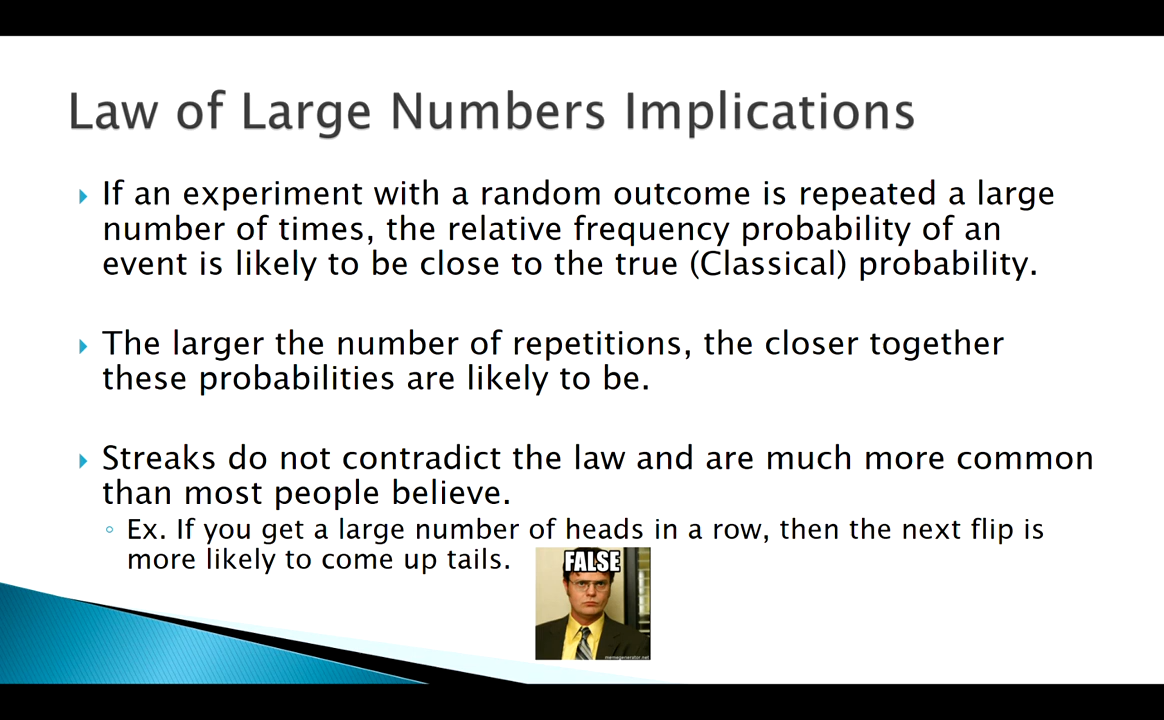 Law of Large Numbers Implications
If an experiment with a random outcome is repeated a large
number of times, the relative frequency probability of an
event is likely to be close to the true (Classical) probability.
The larger the number of repetitions, the closer together
these probabilities are likely to be.
Streaks do not contradict the law and are much more common
than most people believe.
Ex. If you get a large number of heads in a row, then the next flip is
more likely to come up tails.
FALSE
memegenerator.net